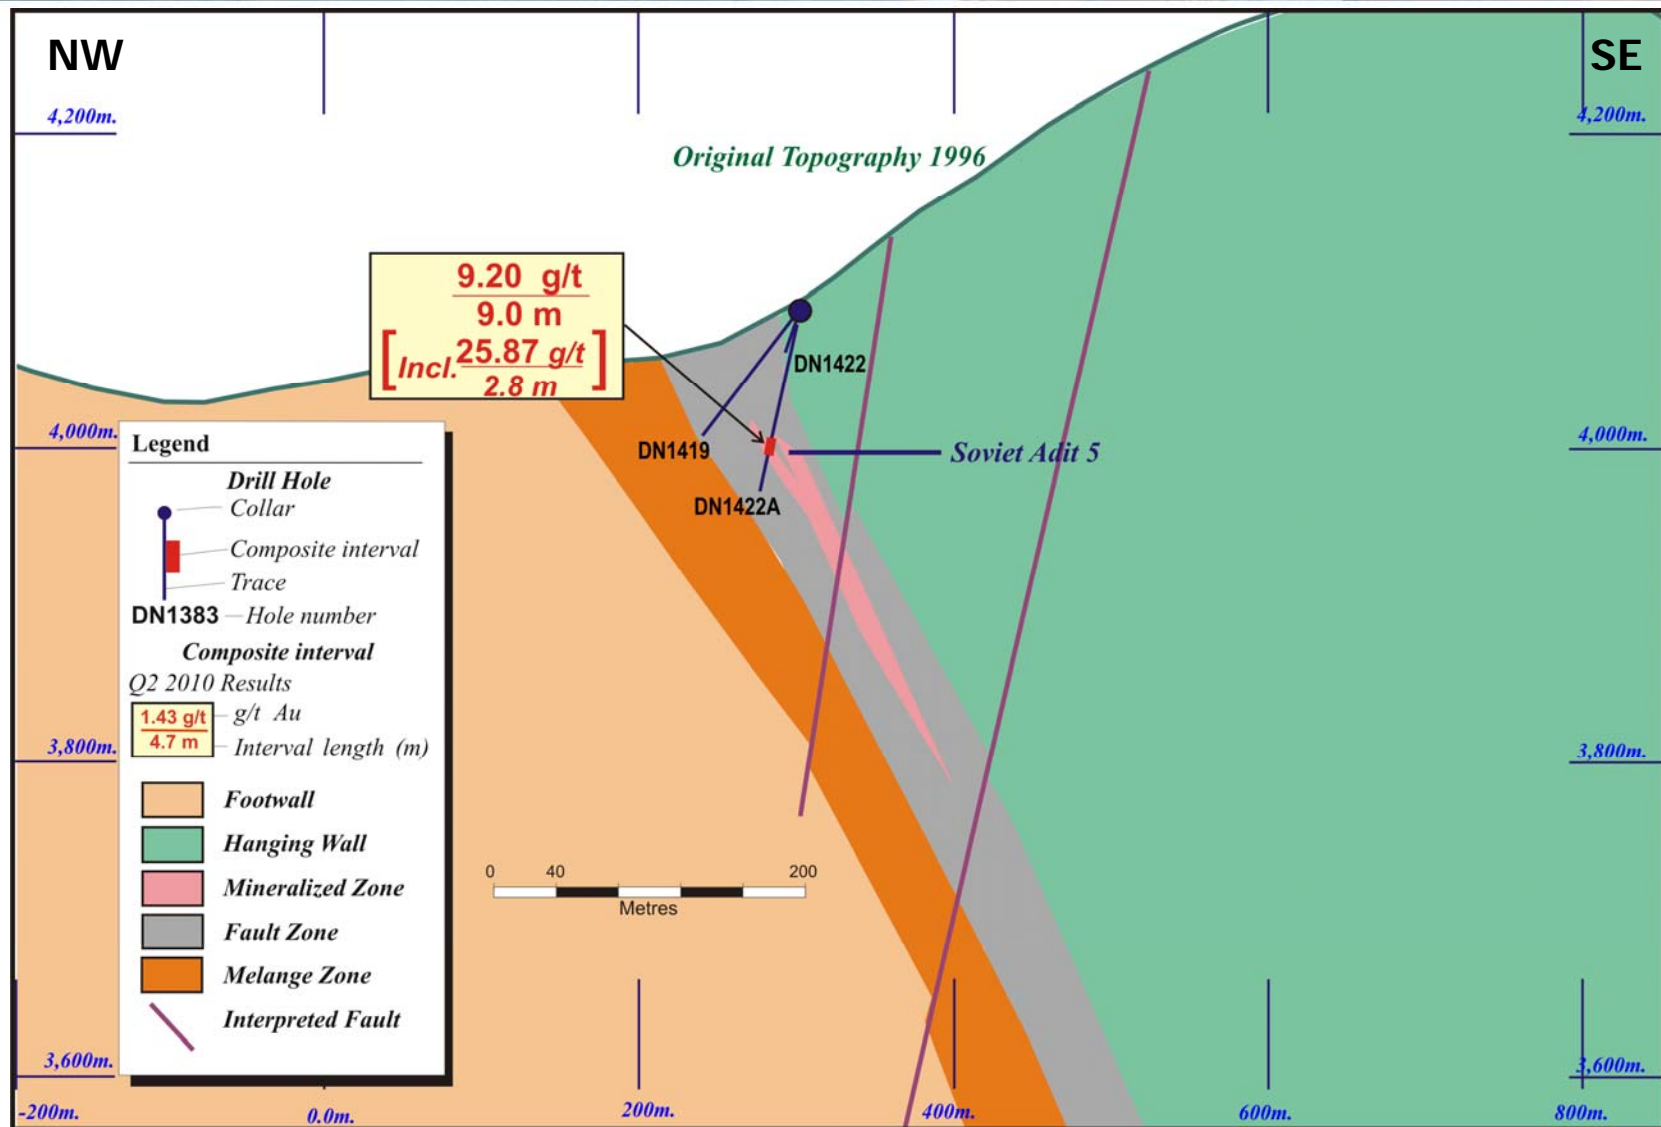 NW
SE
4,200m.
4,200m.
Original Topography 1996
9.20 g/t
9.0 m
[Incl. 25.87 g/t]
2.8 m
DN1422
DN1419
DN1422A
Soviet Adit 5
4,000m.
4,000m.
Legend
Drill Hole
Collar
Composite interval
Trace
DN1383 Hole number
Composite interval
Q2 2010 Results
1.43 g/t g/t Au
4.7 m Interval length (m)
Footwall
Hanging Wall
Mineralized Zone
Fault Zone
Melange Zone
Interpreted Fault
3,800m.
3,800m.
0 40 200
Metres
3,600m.
3,600m.
-200m. 0.0m. 200m. 400m. 600m. 800m.